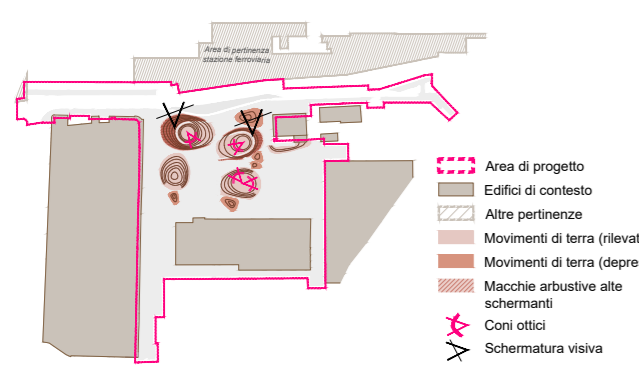 Area di pertinenza
stazione ferroviaria
Area di progetto
Edifici di contesto
Altre pertinenze
Movimenti di terra (rilevat
Movimenti di terra (depres
Macchie arbustive alte
schermanti
Coni ottici
Schermatura visiva